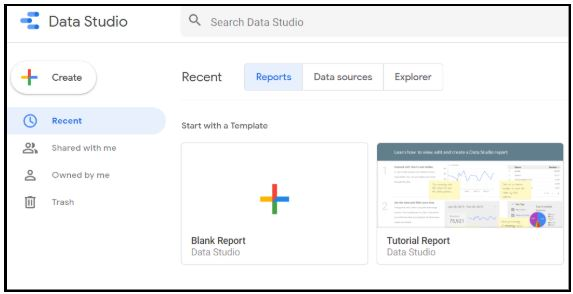 Data Studio
Search Data Studio
Create
Recent
Reports
Data sources
Explorer
Recent
Shared with me
Owned by me
Trash
Start with a Template
Blank Report
Data Studio
Learn how to view, edit and create a Data Studio report
1
2
Tutorial Report
Data Studio